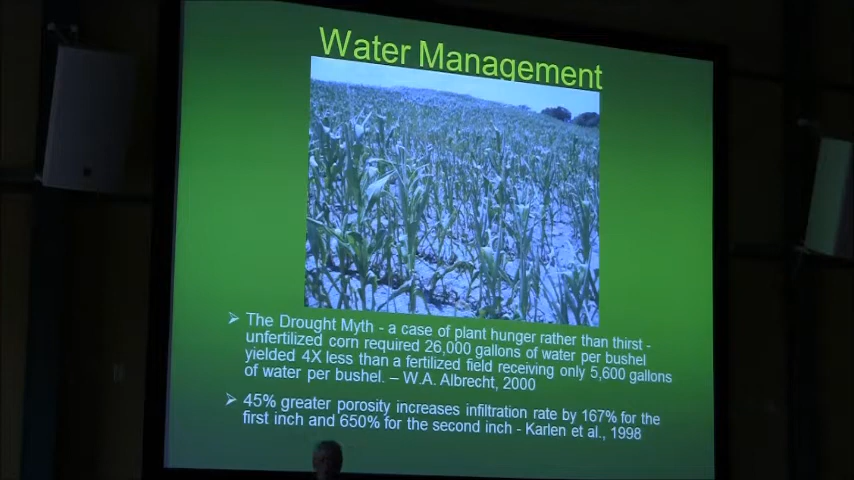 Water Management
The Drought Myth - a case of plant hunger rather than thirst -
unfertilized corn required 26,000 gallons of water per bushel
yielded 4X less than a fertilized field receiving only 5,600 gallons
of water per bushel. – W.A. Albrecht, 2000
45% greater porosity increases infiltration rate by 167% for the
first inch and 650% for the second inch - Karlen et al., 1998